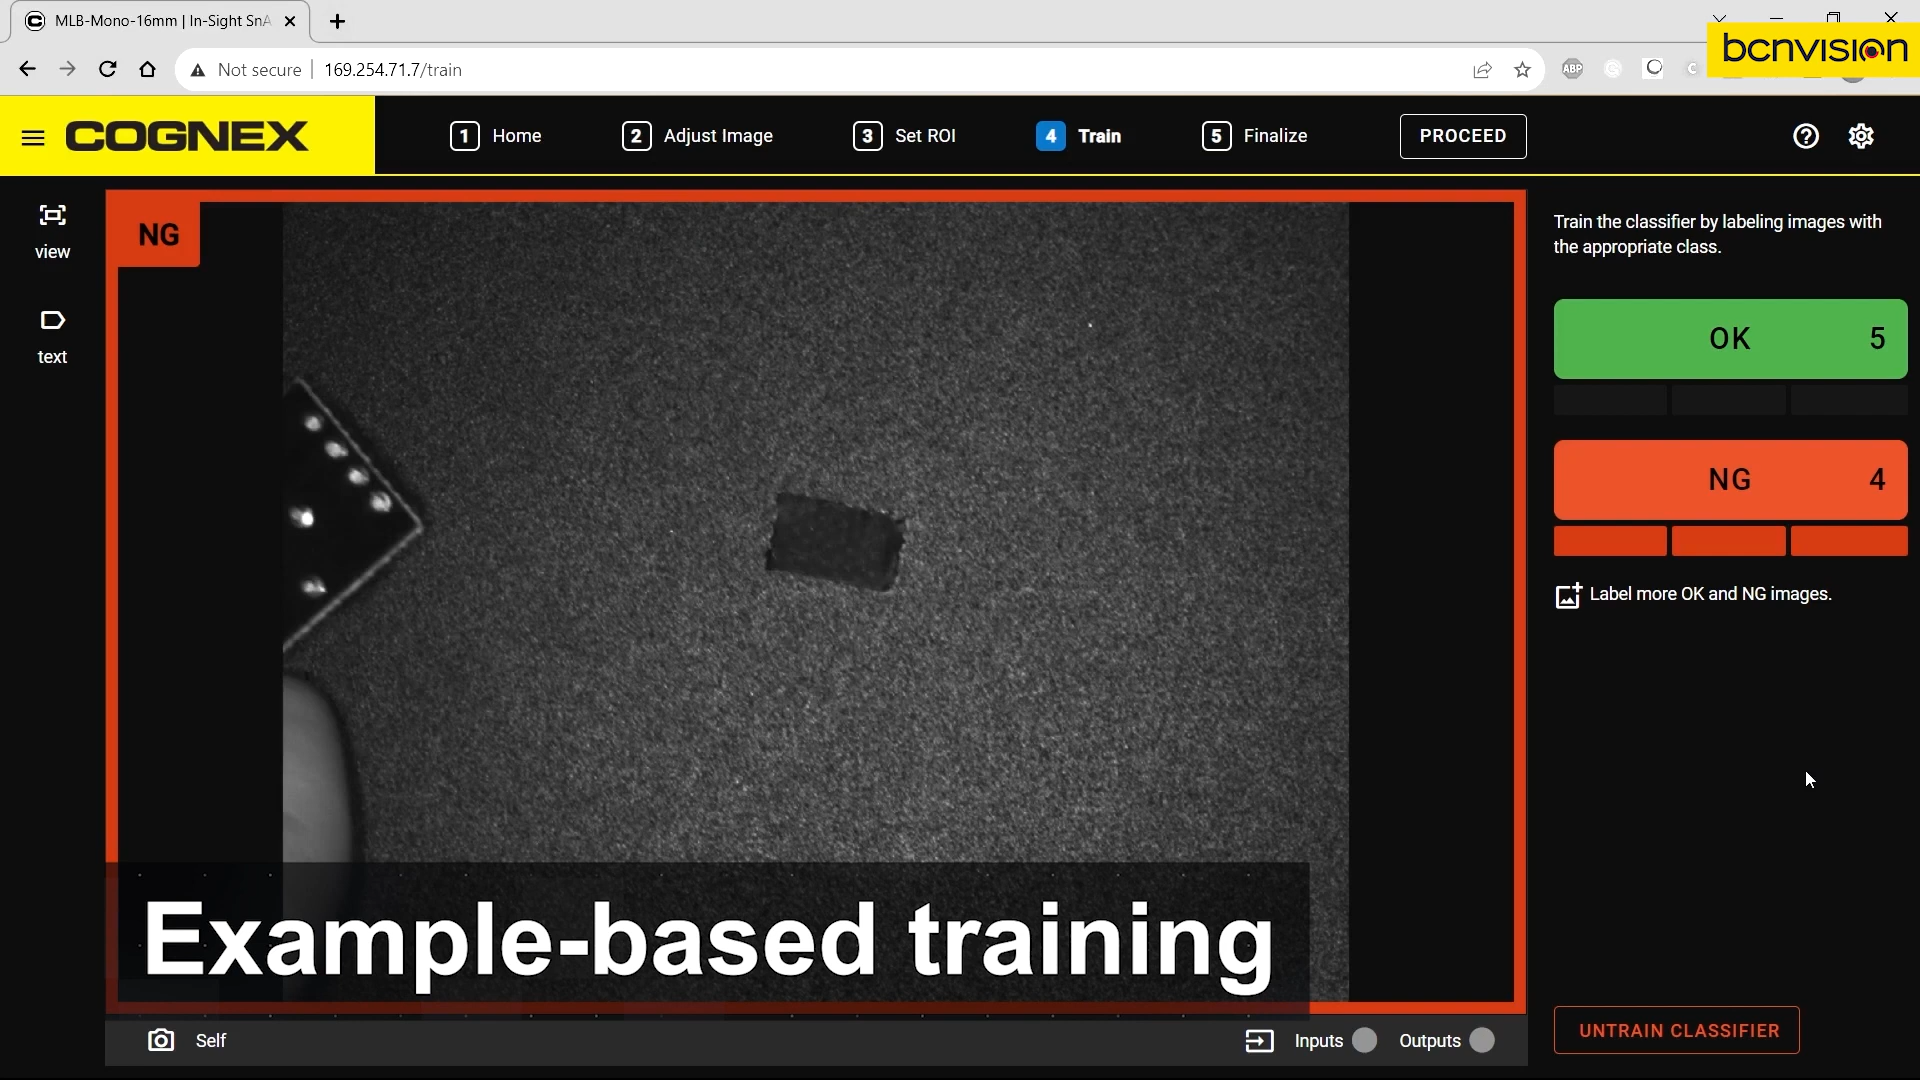 MLB-Mono-16mm | In-Sight SnA
bcnvision
Not secure
169.254.71.7/train
ABP
COGNEX
1 Home
2 Adjust Image
3 Set ROI
4 Train
5 Finalize
PROCEED
view
text
NG
Train the classifier by labeling images with
the appropriate class.
OK 5
NG 4
Label more OK and NG images.
Example-based training
Self
Inputs
Outputs
UNTRAIN CLASSIFIER